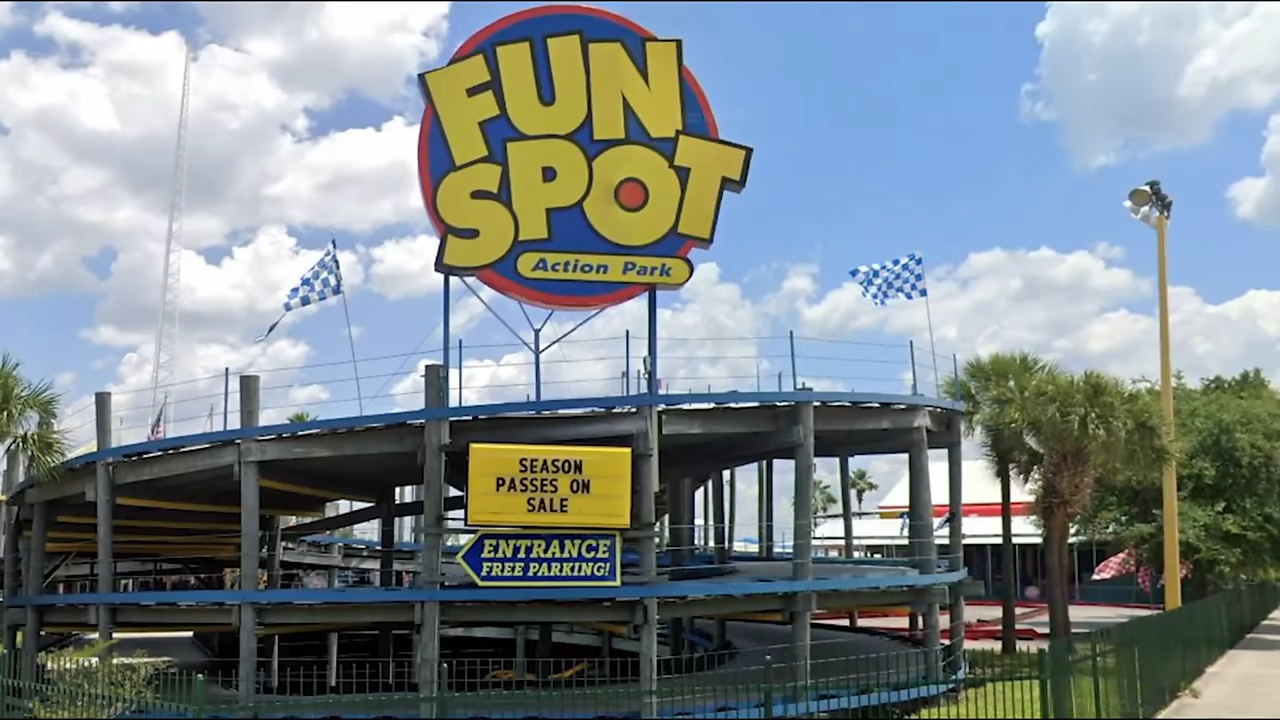 FUN
SPOT
Action Park
SEASON
PASSES ON
SALE
ENTRANCE
FREE PARKING!